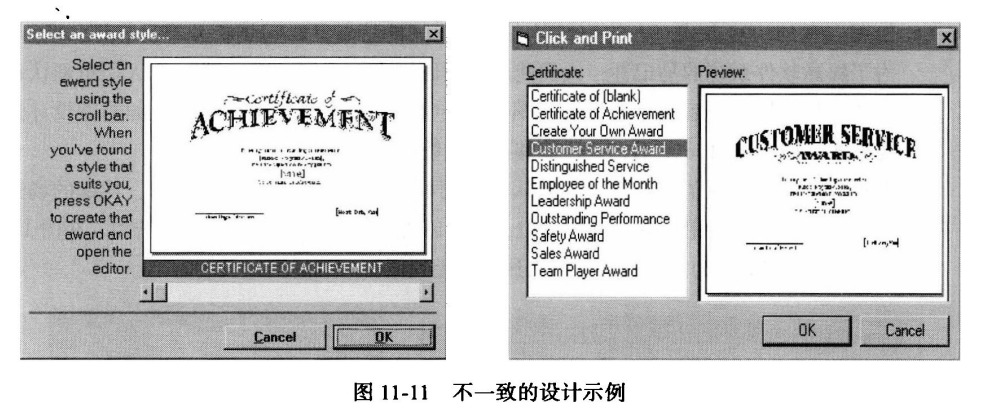 Select an award style...
Select an
award style
using the
scroll bar.
When
you've found
a style that
suits you,
press OKAY
to create that
award and
open the
editor.
Certificate of
ACHIEVEMENT
CERTIFICATE OF ACHIEVEMENT
Cancel
OK
Click and Print
Certificate:
Certificate of (blank)
Certificate of Achievement
Create Your Own Award
Customer Service Award
Distinguished Service
Employee of the Month
Leadership Award
Outstanding Performance
Safety Award
Sales Award
Team Player Award
Preview:
CUSTOMER SERVICE
AWARD
OK
Cancel
图 11-11 不一致的设计示例